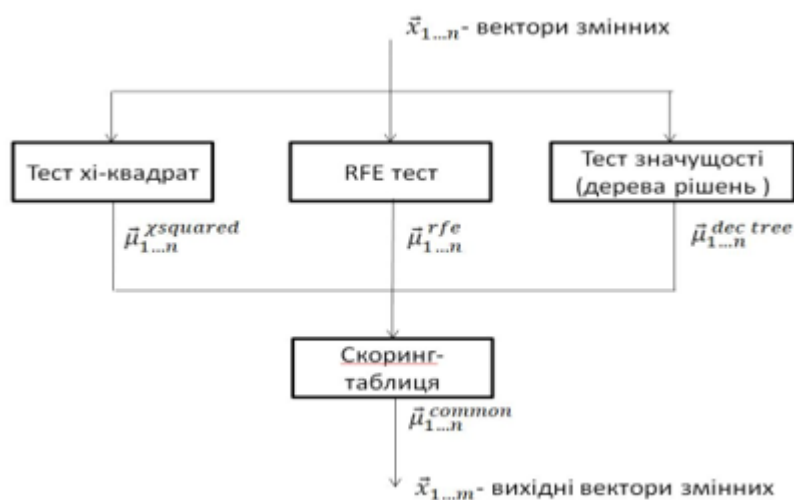 x⃗₁…ₙ- вектори змінних
Тест хі-квадрат
RFE тест
Тест значущості
(дерева рішень )
μ⃗₁…ₙ^χsquared
μ⃗₁…ₙ^rfe
μ⃗₁…ₙ^dec tree
Скоринг-
таблиця
μ⃗₁…ₙ^common
x⃗₁…ₘ- вихідні вектори змінних